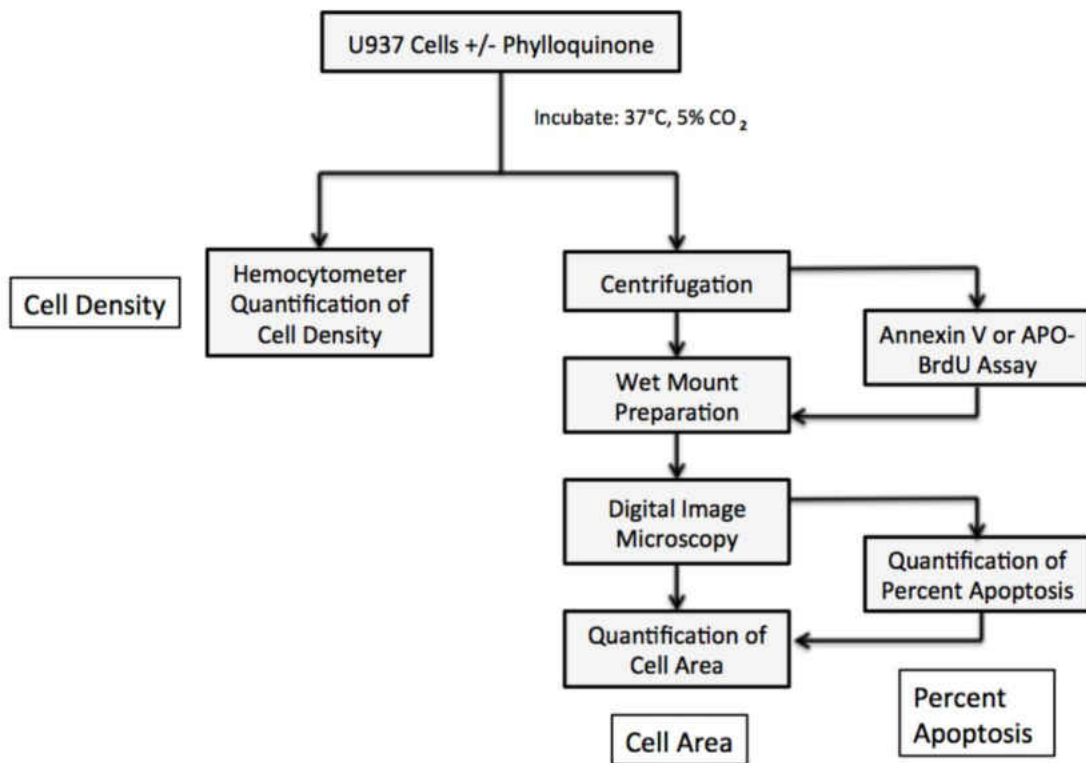 U937 Cells +/- Phylloquinone
Incubate: 37°C, 5% CO₂
Cell Density
Hemocytometer
Quantification of
Cell Density
Centrifugation
Annexin V or APO-
BrdU Assay
Wet Mount
Preparation
Digital Image
Microscopy
Quantification of
Percent Apoptosis
Quantification of
Cell Area
Cell Area
Percent
Apoptosis